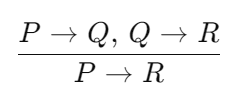 P → Q, Q → R
P → R